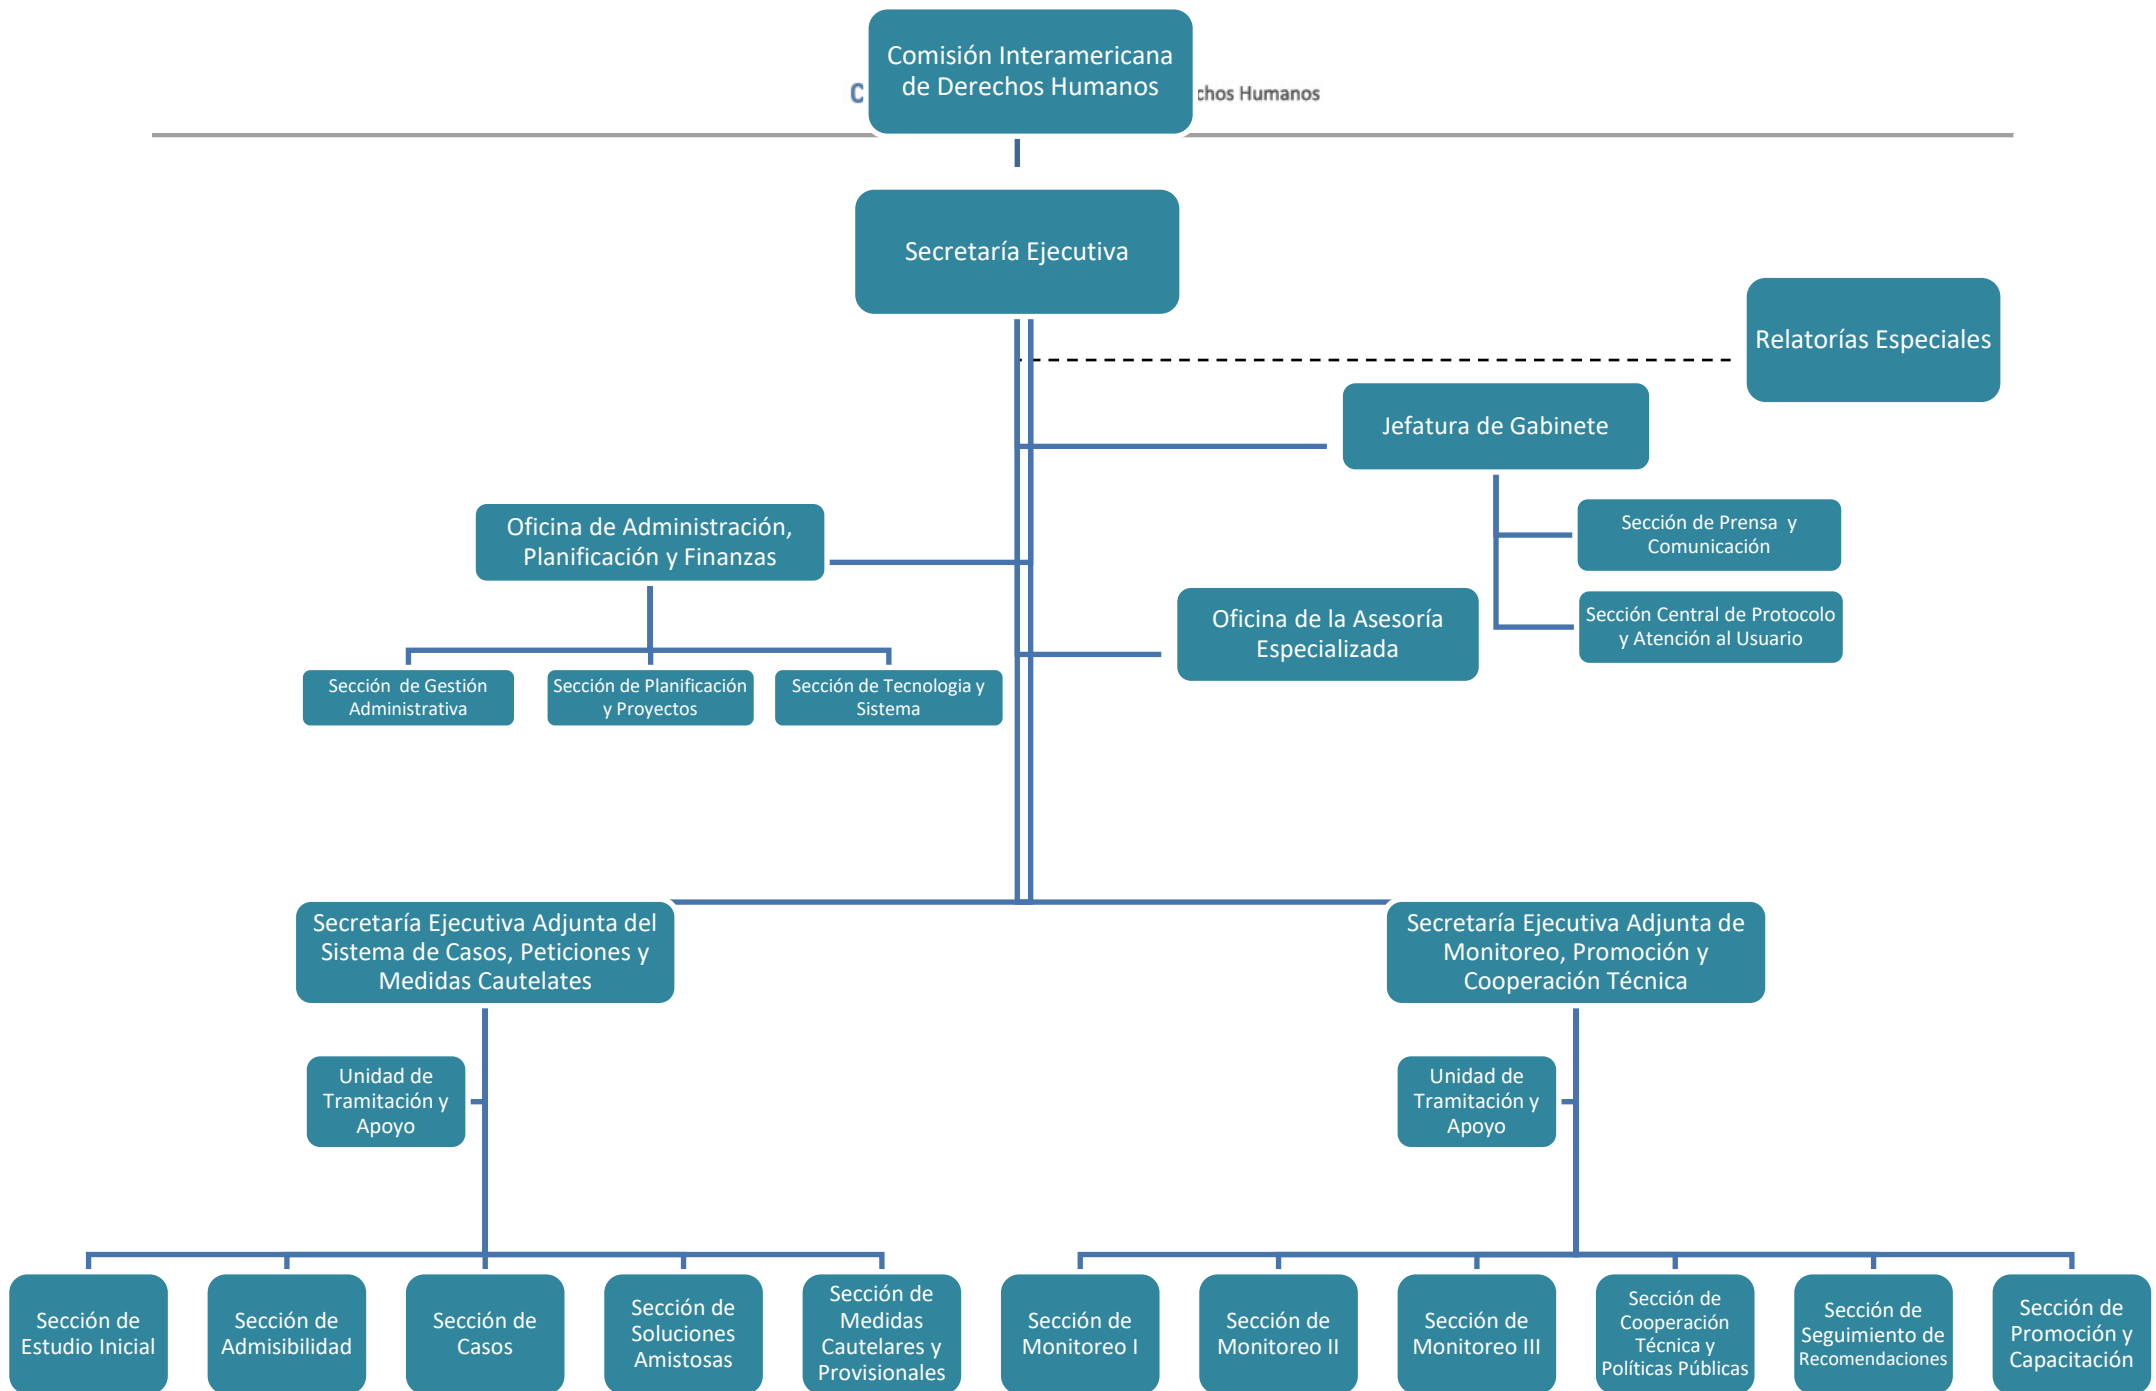 Comisión Interamericana
de Derechos Humanos
C
chos Humanos
Secretaría Ejecutiva
Relatorías Especiales
Jefatura de Gabinete
Sección de Prensa y
Comunicación
Sección Central de Protocolo
y Atención al Usuario
Oficina de Administración,
Planificación y Finanzas
Oficina de la Asesoría
Especializada
Sección de Gestión
Administrativa
Sección de Planificación
y Proyectos
Sección de Tecnologia y
Sistema
Secretaría Ejecutiva Adjunta del
Sistema de Casos, Peticiones y
Medidas Cautelates
Secretaría Ejecutiva Adjunta de
Monitoreo, Promoción y
Cooperación Técnica
Unidad de
Tramitación y
Apoyo
Unidad de
Tramitación y
Apoyo
Sección de
Estudio Inicial
Sección de
Admisibilidad
Sección de
Casos
Sección de
Soluciones
Amistosas
Sección de
Medidas
Cautelares y
Provisionales
Sección de
Monitoreo I
Sección de
Monitoreo II
Sección de
Monitoreo III
Sección de
Cooperación
Técnica y
Políticas Públicas
Sección de
Seguimiento de
Recomendaciones
Sección de
Promoción y
Capacitación